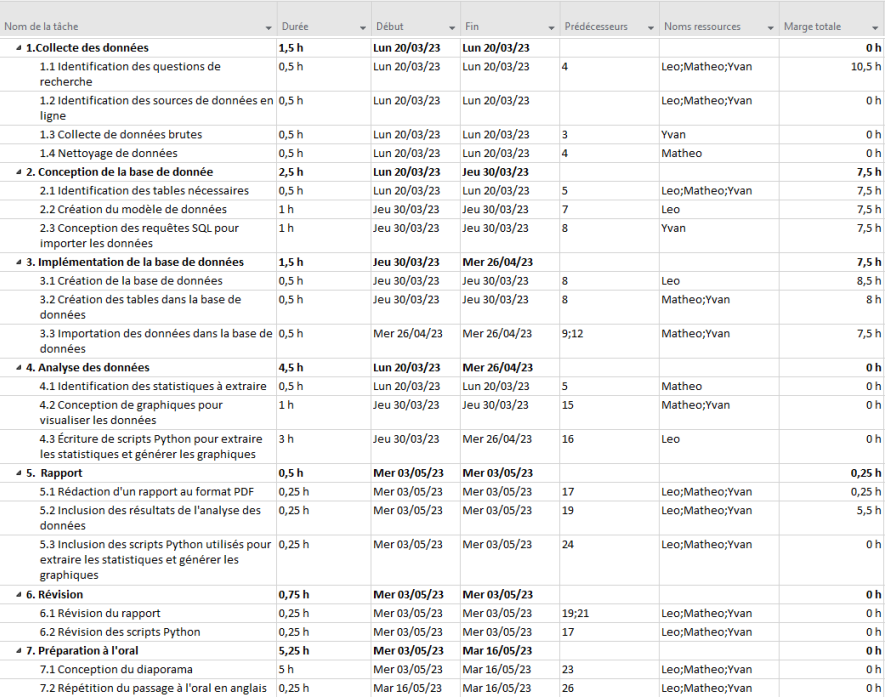 Nom de la tâche Durée Début Fin Prédécesseurs Noms ressources Marge totale
1.Collecte des données 1,5 h Lun 20/03/23 Lun 20/03/23 0 h
1.1 Identification des questions de 0,5 h Lun 20/03/23 Lun 20/03/23 4 Leo;Matheo;Yvan 10,5 h
recherche
1.2 Identification des sources de données en 0,5 h Lun 20/03/23 Lun 20/03/23 Leo;Matheo;Yvan 0 h
ligne
1.3 Collecte de données brutes 0,5 h Lun 20/03/23 Lun 20/03/23 3 Yvan 0 h
1.4 Nettoyage de données 0,5 h Lun 20/03/23 Lun 20/03/23 4 Matheo 0 h
2. Conception de la base de donnée 2,5 h Lun 20/03/23 Jeu 30/03/23 7,5 h
2.1 Identification des tables nécessaires 0,5 h Lun 20/03/23 Lun 20/03/23 5 Leo;Matheo;Yvan 7,5 h
2.2 Création du modèle de données 1 h Jeu 30/03/23 Jeu 30/03/23 7 Leo 7,5 h
2.3 Conception des requêtes SQL pour 1 h Jeu 30/03/23 Jeu 30/03/23 8 Yvan 7,5 h
importer les données
3. Implémentation de la base de données 1,5 h Jeu 30/03/23 Mer 26/04/23 7,5 h
3.1 Création de la base de données 0,5 h Jeu 30/03/23 Jeu 30/03/23 8 Leo 8,5 h
3.2 Création des tables dans la base de 0,5 h Jeu 30/03/23 Jeu 30/03/23 8 Matheo;Yvan 8 h
données
3.3 Importation des données dans la base de 0,5 h Mer 26/04/23 Mer 26/04/23 9;12 Matheo;Yvan 7,5 h
données
4. Analyse des données 4,5 h Lun 20/03/23 Mer 26/04/23 0 h
4.1 Identification des statistiques à extraire 0,5 h Lun 20/03/23 Lun 20/03/23 5 Matheo 0 h
4.2 Conception de graphiques pour 1 h Jeu 30/03/23 Jeu 30/03/23 15 Matheo;Yvan 0 h
visualiser les données
4.3 Écriture de scripts Python pour extraire 3 h Jeu 30/03/23 Mer 26/04/23 16 Leo 0 h
les statistiques et générer les graphiques
5. Rapport 0,5 h Mer 03/05/23 Mer 03/05/23 0,25 h
5.1 Rédaction d'un rapport au format PDF 0,25 h Mer 03/05/23 Mer 03/05/23 17 Leo;Matheo;Yvan 0,25 h
5.2 Inclusion des résultats de l'analyse des 0,25 h Mer 03/05/23 Mer 03/05/23 19 Leo;Matheo;Yvan 5,5 h
données
5.3 Inclusion des scripts Python utilisés pour 0,25 h Mer 03/05/23 Mer 03/05/23 24 Leo;Matheo;Yvan 0 h
extraire les statistiques et générer les
graphiques
6. Révision 0,75 h Mer 03/05/23 Mer 03/05/23 0 h
6.1 Révision du rapport 0,25 h Mer 03/05/23 Mer 03/05/23 19;21 Leo;Matheo;Yvan 0 h
6.2 Révision des scripts Python 0,25 h Mer 03/05/23 Mer 03/05/23 17 Leo;Matheo;Yvan 0 h
7. Préparation à l'oral 5,25 h Mer 03/05/23 Mar 16/05/23 0 h
7.1 Conception du diaporama 5 h Mer 03/05/23 Mar 16/05/23 23 Leo;Matheo;Yvan 0 h
7.2 Répétition du passage à l'oral en anglais 0,25 h Mar 16/05/23 Mar 16/05/23 26 Leo;Matheo;Yvan 0 h